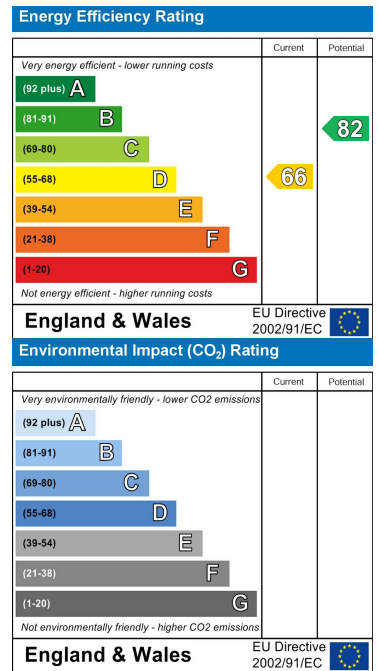 Energy Efficiency Rating
Current Potential
Very energy efficient - lower running costs
(92 plus) A
(81-91) B
82
(69-80) C
(55-68) D
66
(39-54) E
(21-38) F
(1-20) G
Not energy efficient - higher running costs
England & Wales
EU Directive
2002/91/EC
Environmental Impact (CO₂) Rating
Current Potential
Very environmentally friendly - lower CO2 emissions
(92 plus) A
(81-91) B
(69-80) C
(55-68) D
(39-54) E
(21-38) F
(1-20) G
Not environmentally friendly - higher CO2 emissions
England & Wales
EU Directive
2002/91/EC